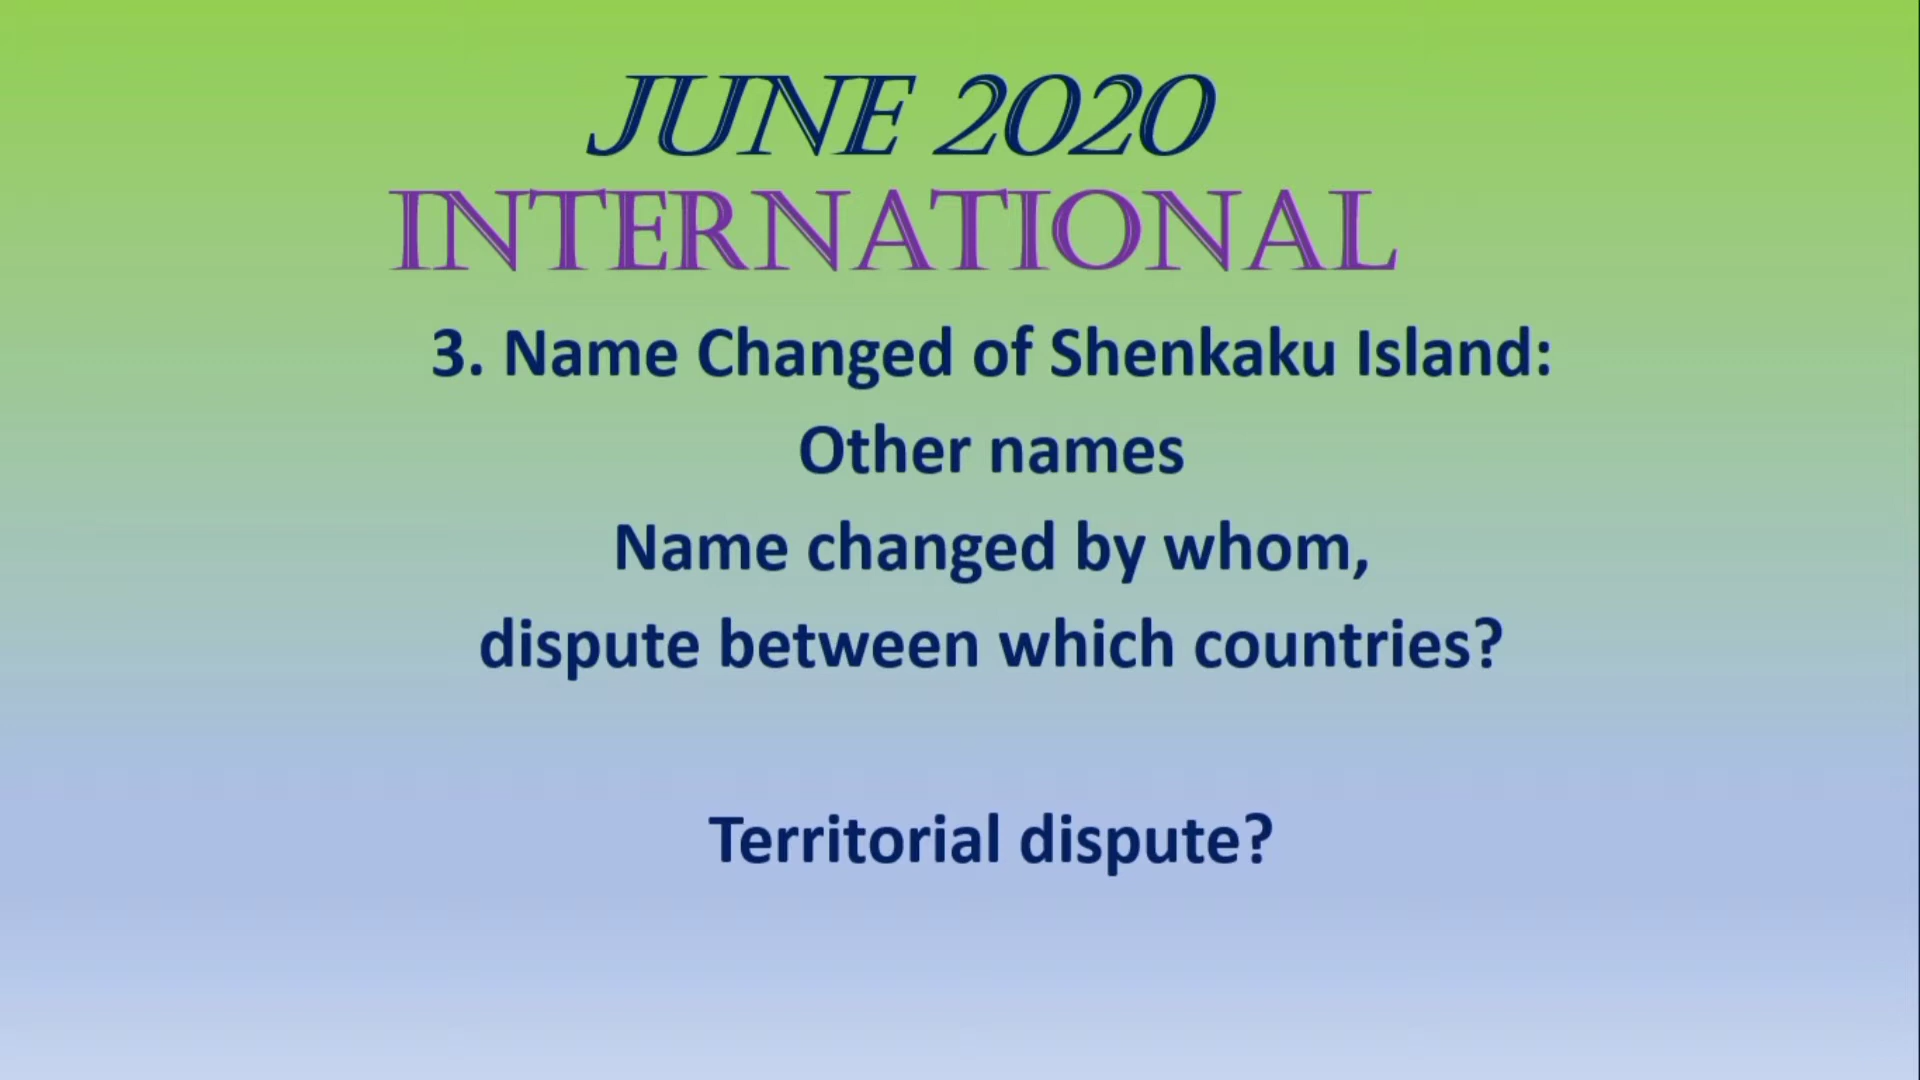 JUNE 2020
INTERNATIONAL
3. Name Changed of Shenkaku Island:
Other names
Name changed by whom,
dispute between which countries?
Territorial dispute?